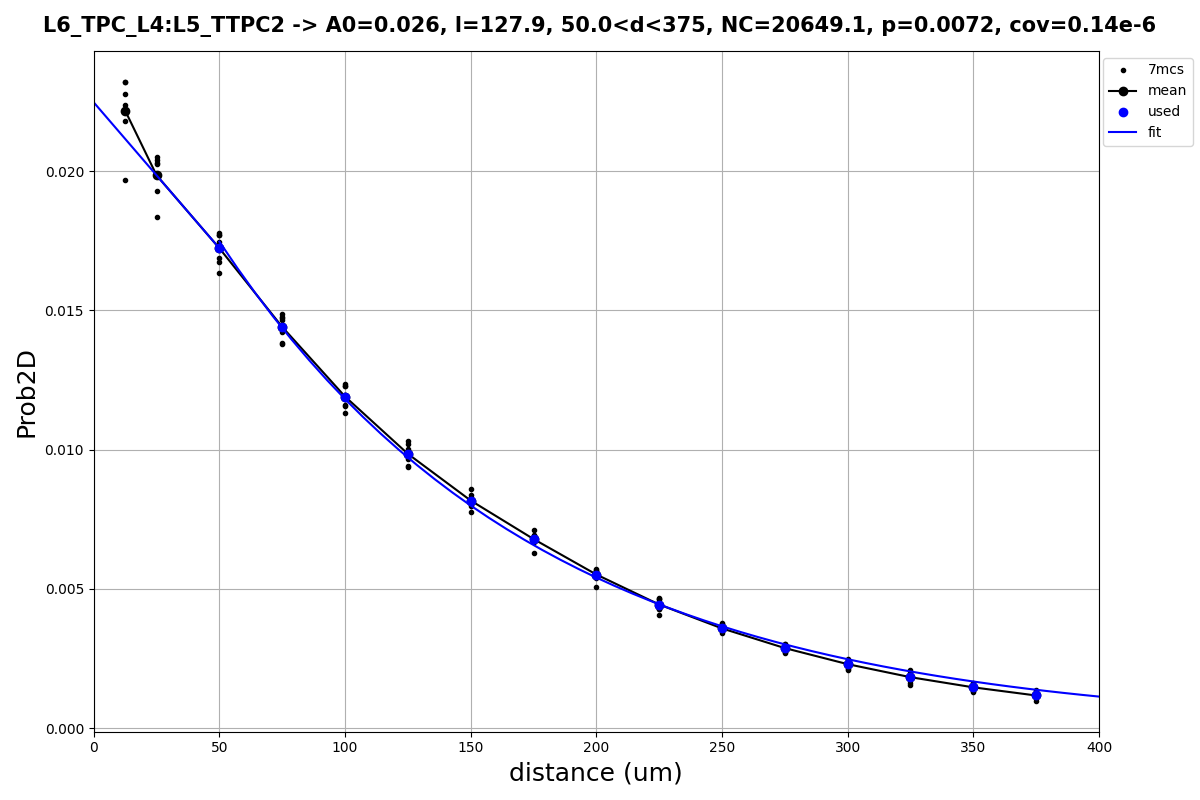 L6_TPC_L4:L5_TTPC2 -> A0=0.026, l=127.9, 50.0<d<375, NC=20649.1, p=0.0072, cov=0.14e-6
7mcs
mean
used
fit
0.020
0.015
0.010
0.005
0.000
Prob2D
0 50 100 150 200 250 300 350 400
distance (um)